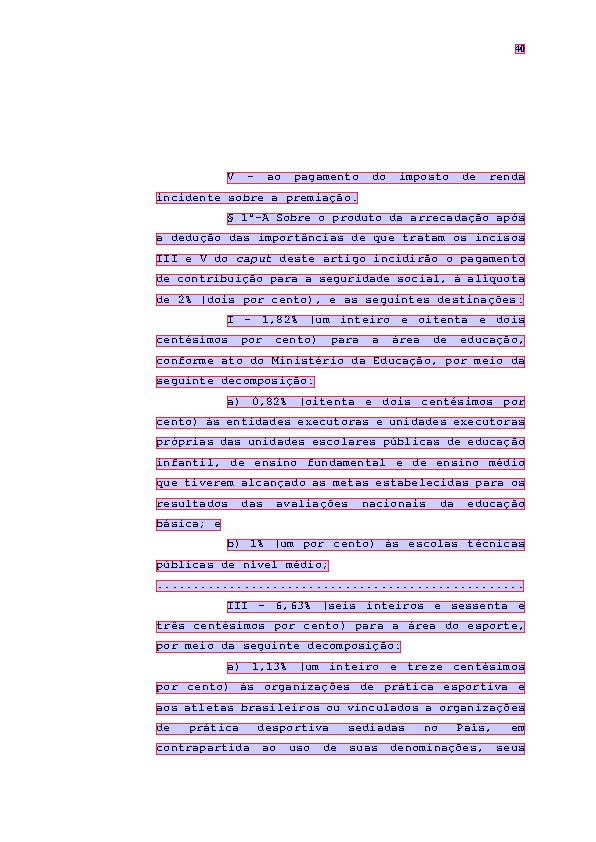 40
V - ao pagamento do imposto de renda
incidente sobre a premiação.
§ 1º-A Sobre o produto da arrecadação após
a dedução das importâncias de que tratam os incisos
III e V do caput deste artigo incidirão o pagamento
de contribuição para a seguridade social, à alíquota
de 2% (dois por cento), e as seguintes destinações:
I - 1,82% (um inteiro e oitenta e dois
centésimos por cento) para a área de educação,
conforme ato do Ministério da Educação, por meio da
seguinte decomposição:
a) 0,82% (oitenta e dois centésimos por
cento) às entidades executoras e unidades executoras
próprias das unidades escolares públicas de educação
infantil, de ensino fundamental e de ensino médio
que tiverem alcançado as metas estabelecidas para os
resultados das avaliações nacionais da educação
básica; e
b) 1% (um por cento) às escolas técnicas
públicas de nível médio;
....................................................
III - 6,63% (seis inteiros e sessenta e
três centésimos por cento) para a área do esporte,
por meio da seguinte decomposição:
a) 1,13% (um inteiro e treze centésimos
por cento) às organizações de prática esportiva e
aos atletas brasileiros ou vinculados a organizações
de prática desportiva sediadas no País, em
contrapartida ao uso de suas denominações, seus